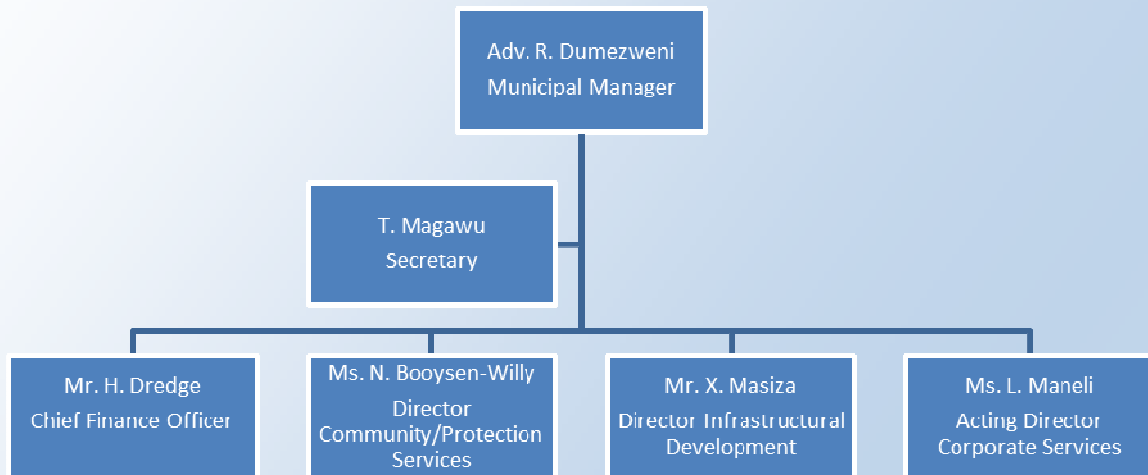 Adv. R. Dumezweni
Municipal Manager
T. Magawu
Secretary
Mr. H. Dredge
Chief Finance Officer
Ms. N. Booysen-Willy
Director
Community/Protection
Services
Mr. X. Masiza
Director Infrastructural
Development
Ms. L. Maneli
Acting Director
Corporate Services